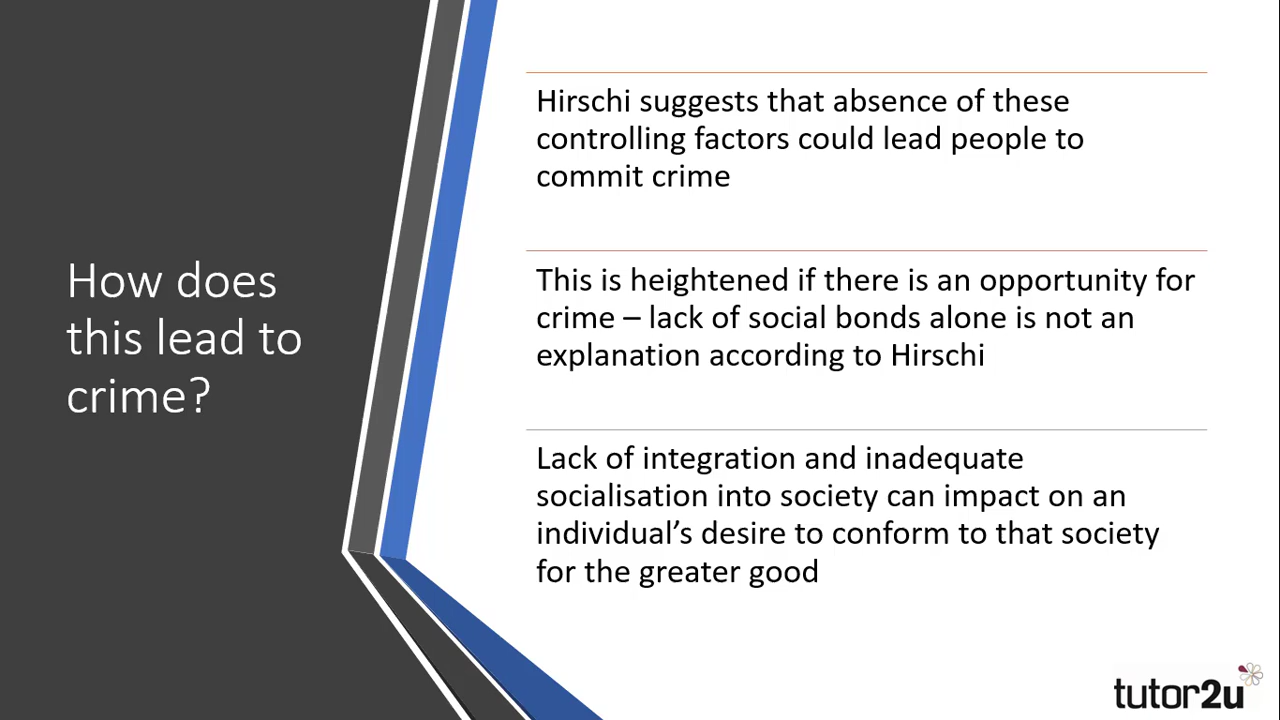 How does
this lead to
crime?
Hirschi suggests that absence of these
controlling factors could lead people to
commit crime
This is heightened if there is an opportunity for
crime – lack of social bonds alone is not an
explanation according to Hirschi
Lack of integration and inadequate
socialisation into society can impact on an
individual’s desire to conform to that society
for the greater good
tutor2u